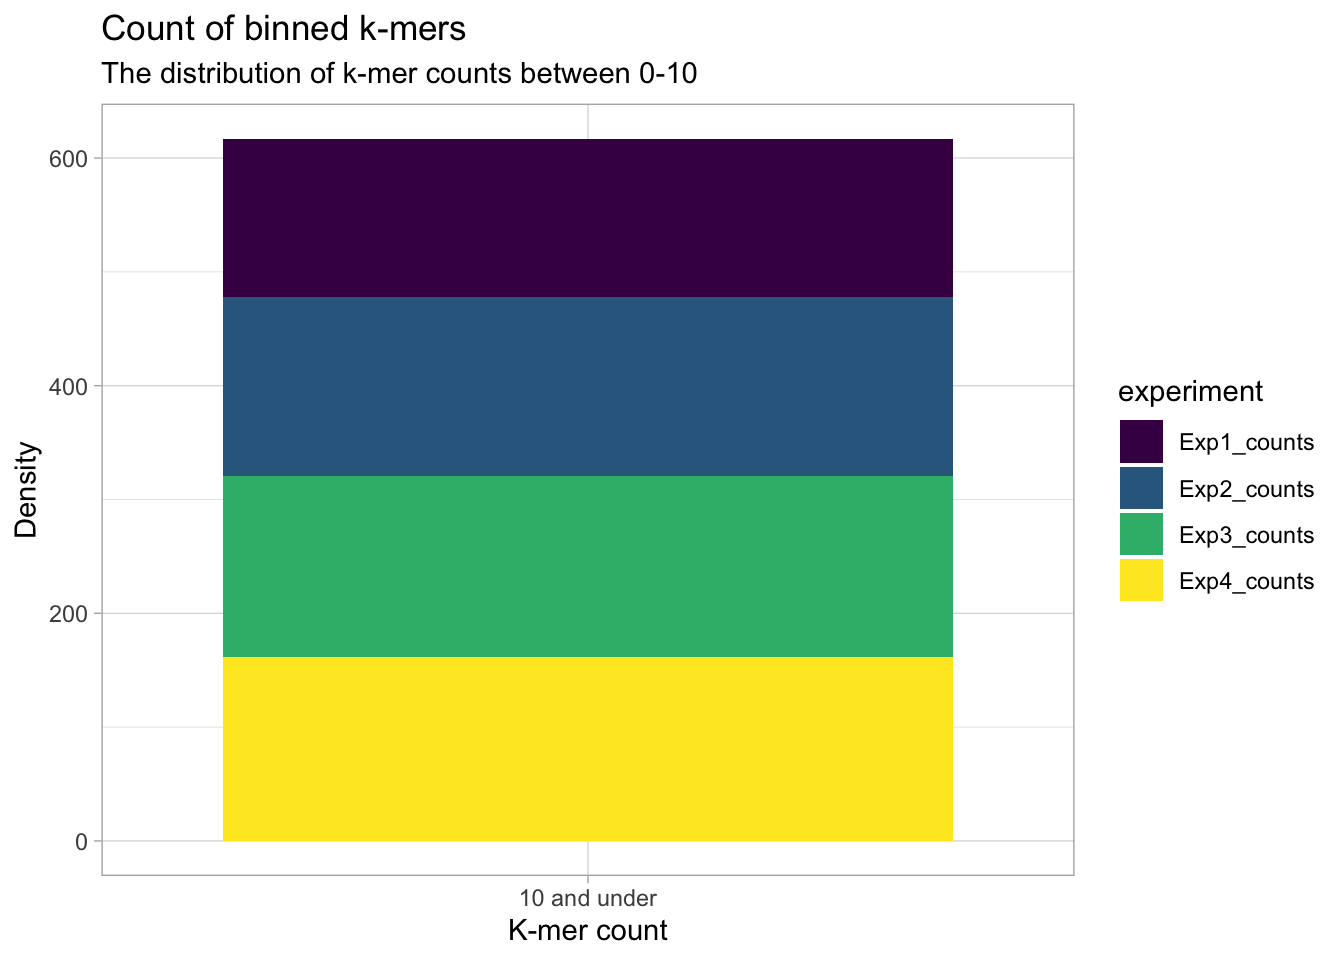 Count of binned k-mers
The distribution of k-mer counts between 0-10
600
400
200
0
Density
10 and under
K-mer count
experiment
Exp1_counts
Exp2_counts
Exp3_counts
Exp4_counts